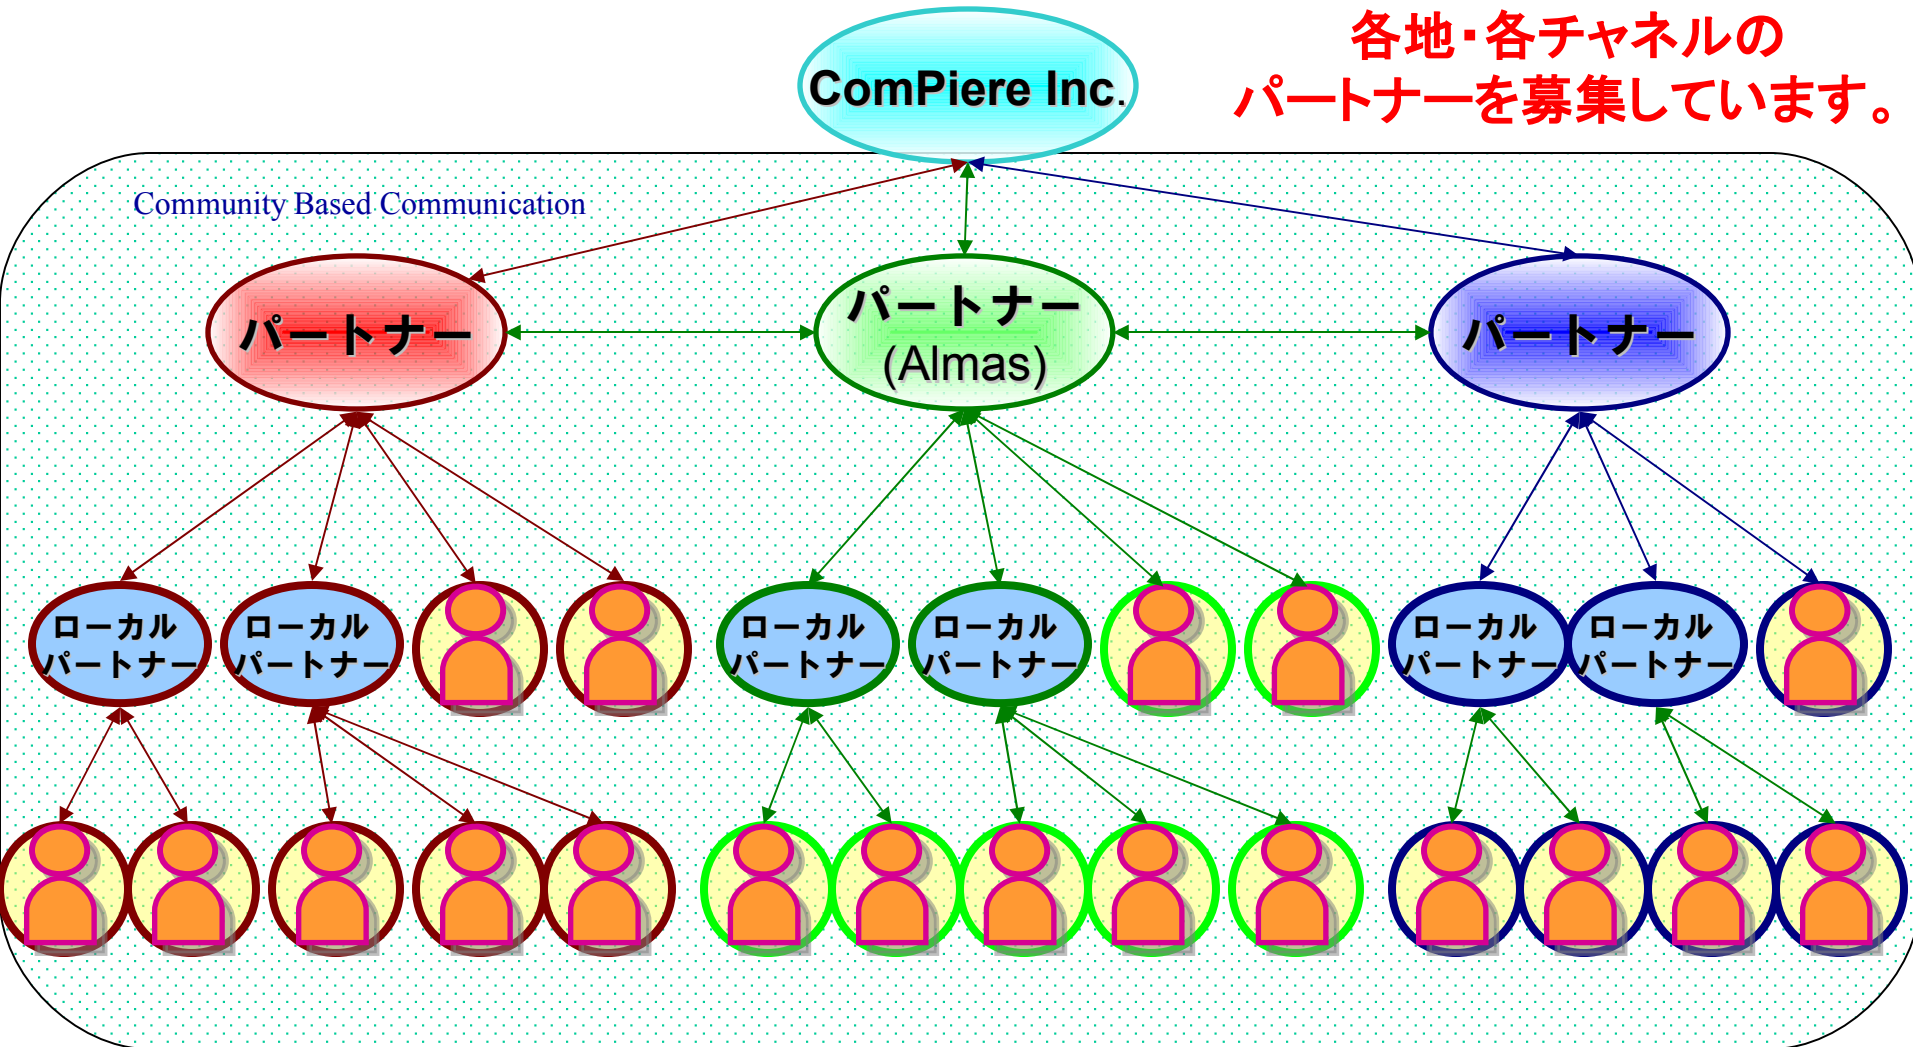 各地・各チャネルの
パートナーを募集しています。
ComPiere Inc.
Community Based Communication
パートナー
パートナー
(Almas)
パートナー
ローカル
パートナー
ローカル
パートナー
ローカル
パートナー
ローカル
パートナー
ローカル
パートナー
ローカル
パートナー